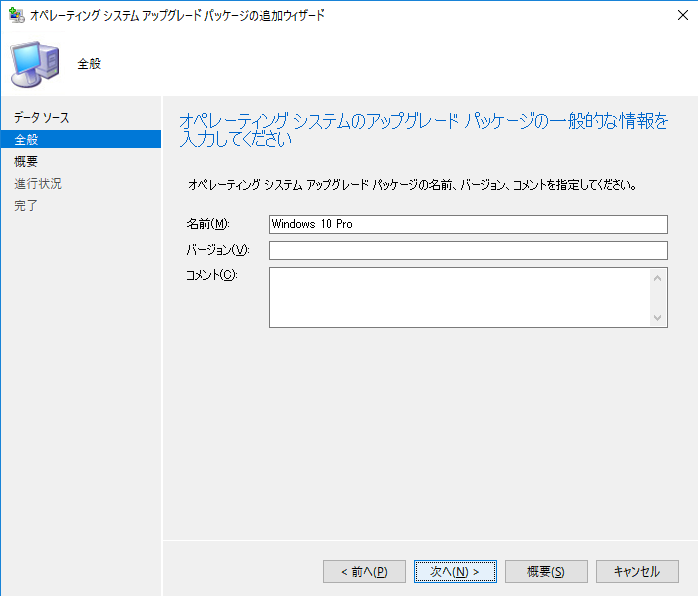 オペレーティング システム アップグレード パッケージの追加ウィザード
全般
データ ソース
全般
概要
進行状況
完了
オペレーティング システムのアップグレード パッケージの一般的な情報を
入力してください
オペレーティング システム アップグレード パッケージの名前、バージョン、コメントを指定してください。
名前(M):
Windows 10 Pro
バージョン(V):
コメント(C):
< 前へ(P)
次へ(N) >
概要(S)
キャンセル